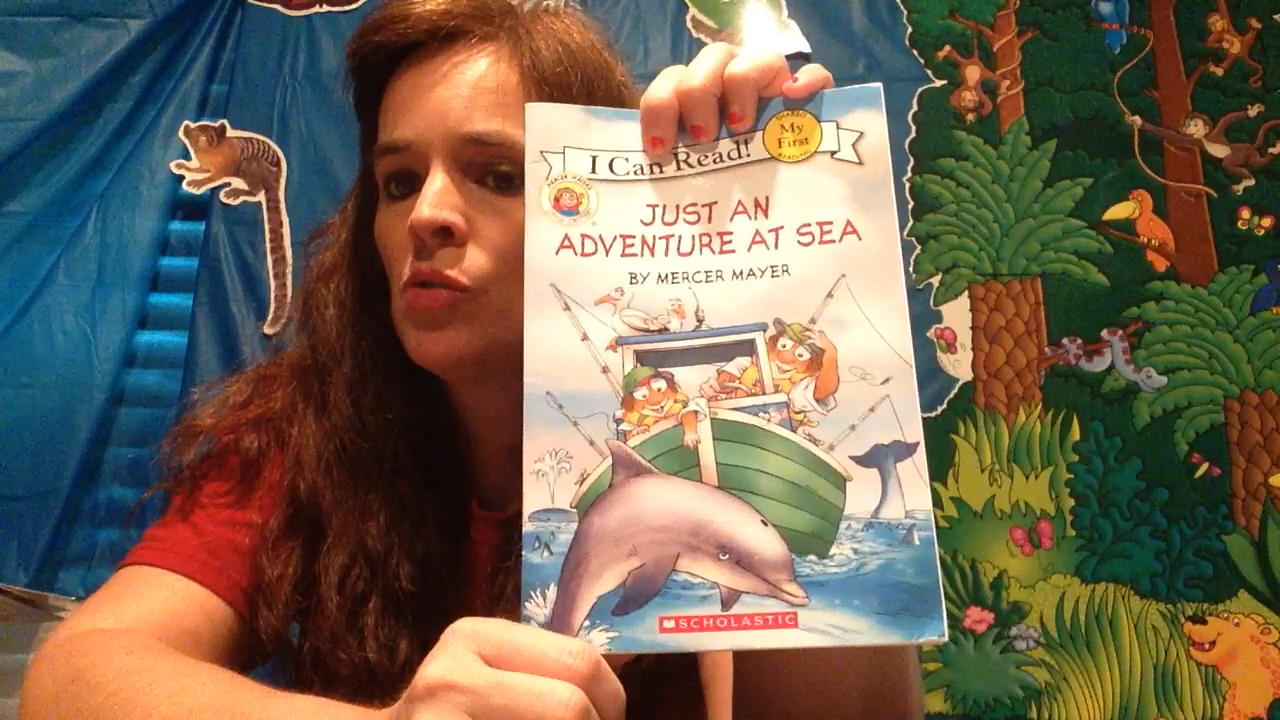 I Can Read!
SHARED
My
First
READING
JUST AN
ADVENTURE AT SEA
BY MERCER MAYER
SCHOLASTIC